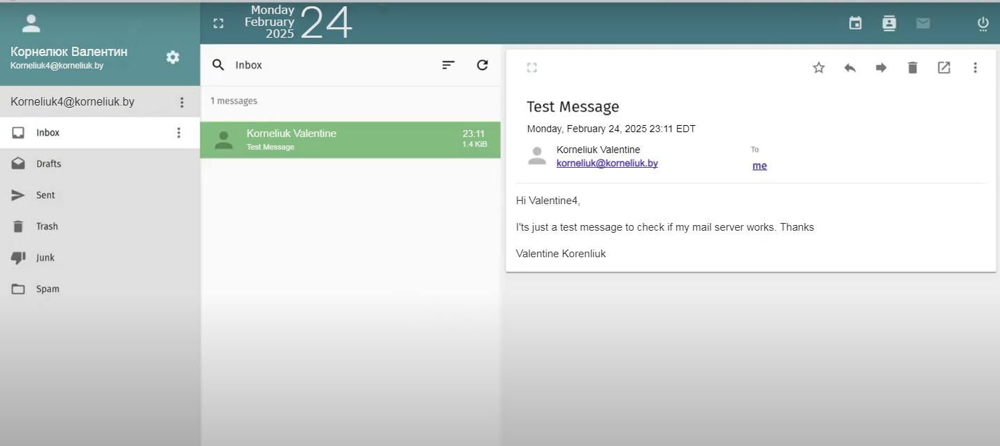 Monday
February
2025
24
Корнелюк Валентин
Korneliuk4@korneliuk.by
Korneliuk4@korneliuk.by
Inbox
Drafts
Sent
Trash
Junk
Spam
Inbox
1 messages
Korneliuk Valentine
23:11
Test Message
1.4 KiB
Test Message
Monday, February 24, 2025 23:11 EDT
Korneliuk Valentine
To
korneliuk@korneliuk.by
me
Hi Valentine4,
I'ts just a test message to check if my mail server works. Thanks
Valentine Korenliuk